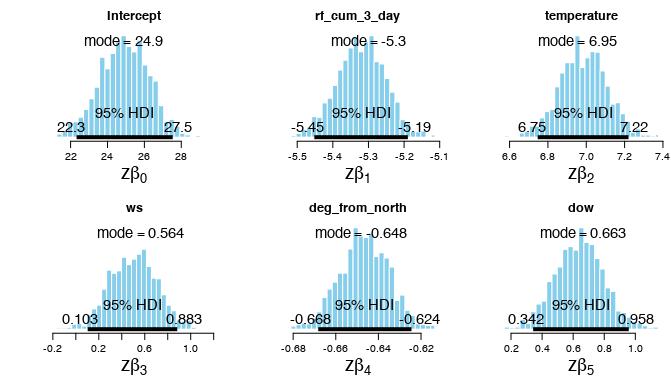 Intercept
mode = 24.9
95% HDI
22.3 27.5
22 24 26 28
zβ0
rf_cum_3_day
mode = -5.3
95% HDI
-5.45 -5.19
-5.5 -5.4 -5.3 -5.2 -5.1
zβ1
temperature
mode = 6.95
95% HDI
6.75 7.22
6.6 6.8 7.0 7.2 7.4
zβ2
ws
mode = 0.564
95% HDI
0.103 0.883
-0.2 0.2 0.6 1.0
zβ3
deg_from_north
mode = -0.648
95% HDI
-0.668 -0.624
-0.68 -0.66 -0.64 -0.62
zβ4
dow
mode = 0.663
95% HDI
0.342 0.958
0.2 0.4 0.6 0.8 1.0
zβ5